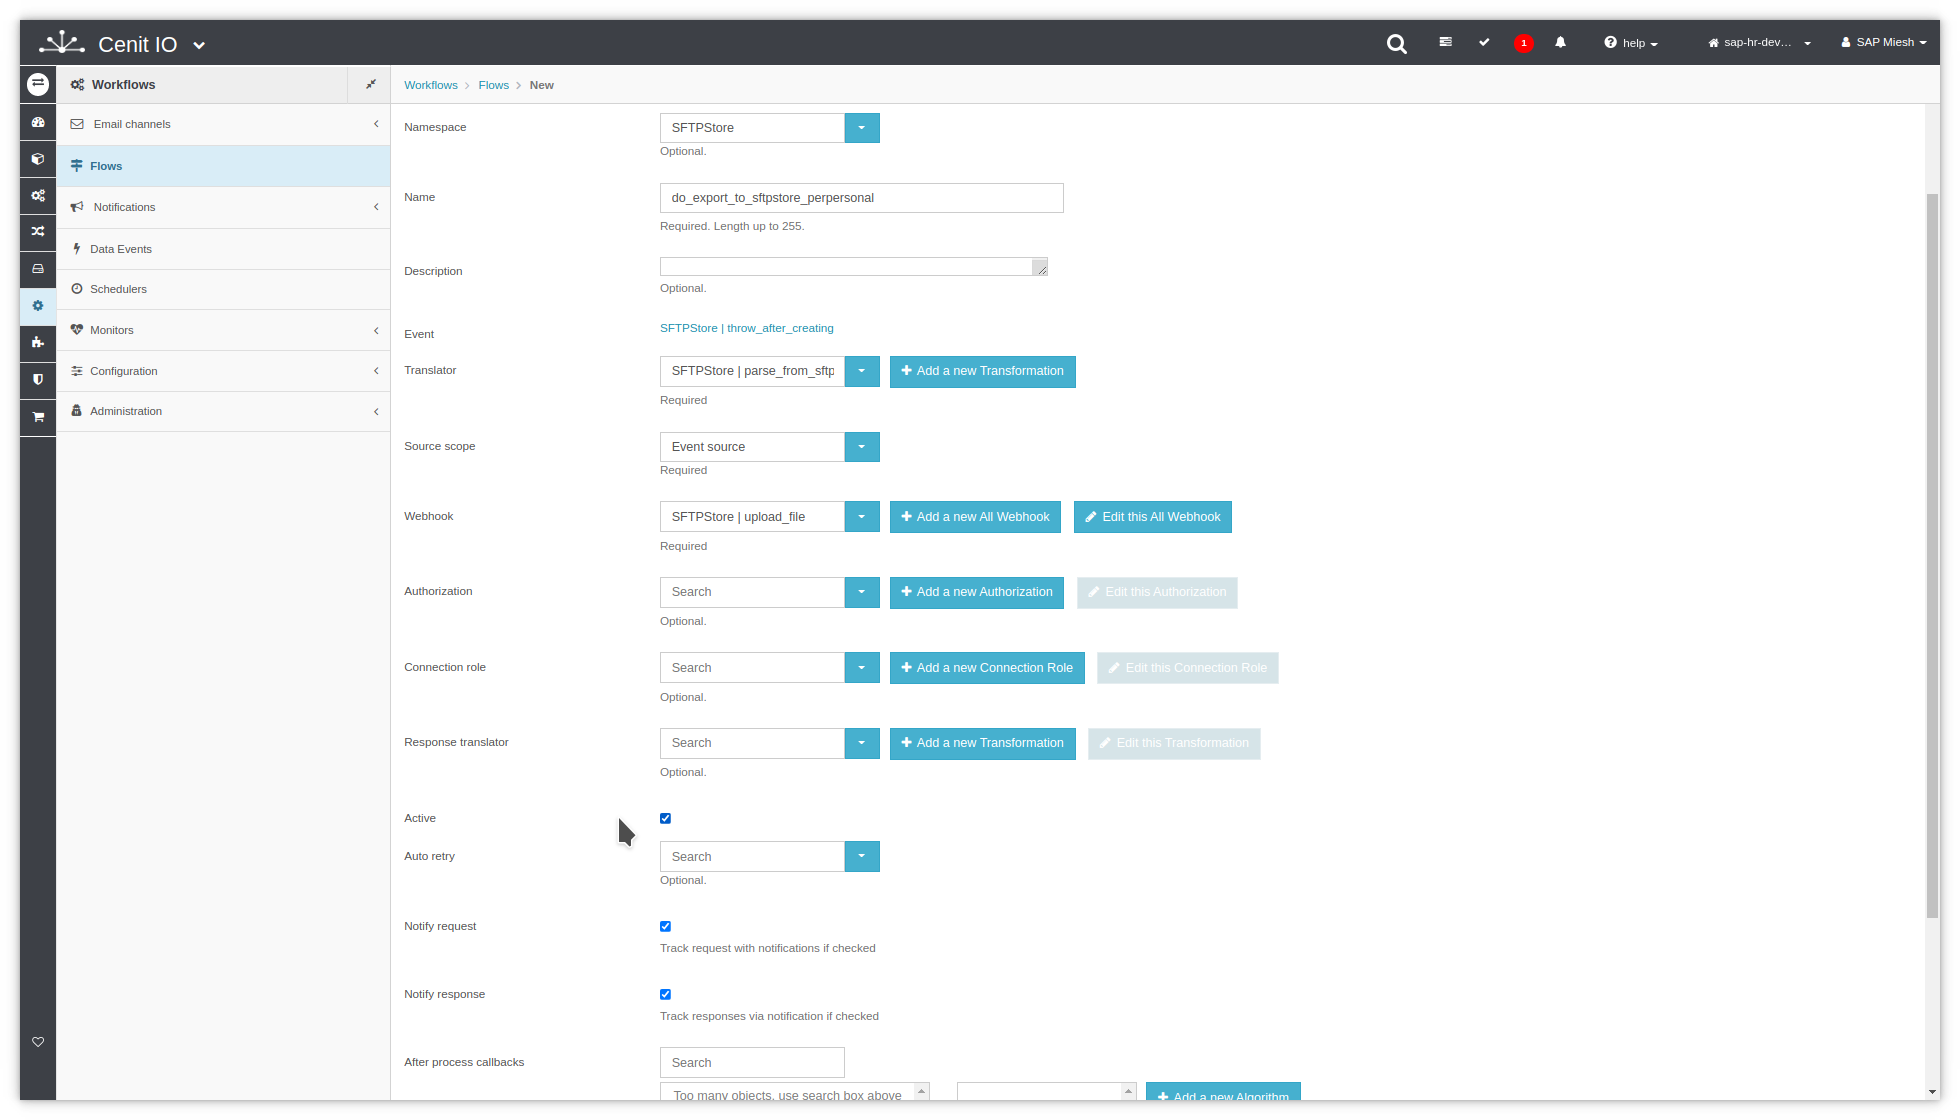 Cenit IO
1
help
sap-hr-dev...
SAP Miesh
Workflows
Workflows
Flows
New
Email channels
Flows
Notifications
Data Events
Schedulers
Monitors
Configuration
Administration
Namespace
SFTPStore
Optional.
Name
do_export_to_sftpstore_perpersonal
Required. Length up to 255.
Description
Optional.
Event
SFTPStore | throw_after_creating
Translator
SFTPStore | parse_from_sftp
Add a new Transformation
Required
Source scope
Event source
Required
Webhook
SFTPStore | upload_file
Add a new All Webhook
Edit this All Webhook
Required
Authorization
Search
Add a new Authorization
Edit this Authorization
Optional.
Connection role
Search
Add a new Connection Role
Edit this Connection Role
Optional.
Response translator
Search
Add a new Transformation
Edit this Transformation
Optional.
Active
Auto retry
Search
Optional.
Notify request
Track request with notifications if checked
Notify response
Track responses via notification if checked
After process callbacks
Search
Too many objects, use search box above
Add a new Algorithm